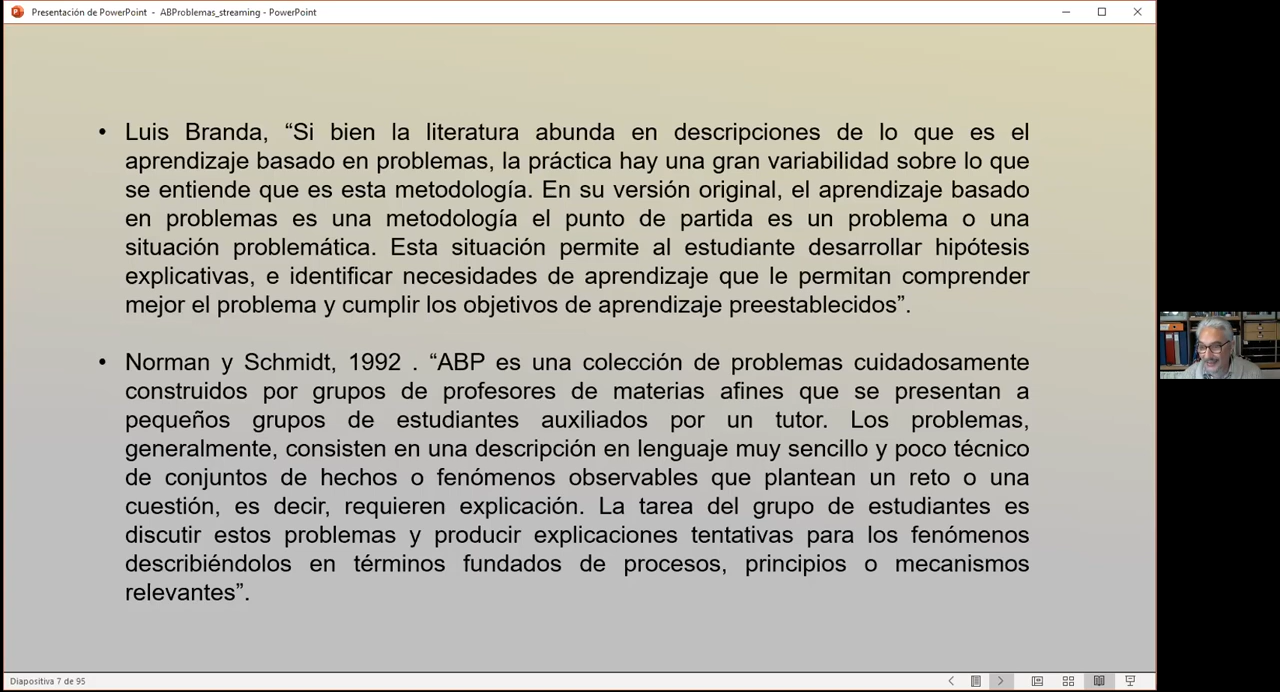 Presentación de PowerPoint - ABProblemas_streaming - PowerPoint
• Luis Branda, “Si bien la literatura abunda en descripciones de lo que es el
aprendizaje basado en problemas, la práctica hay una gran variabilidad sobre lo que
se entiende que es esta metodología. En su versión original, el aprendizaje basado
en problemas es una metodología el punto de partida es un problema o una
situación problemática. Esta situación permite al estudiante desarrollar hipótesis
explicativas, e identificar necesidades de aprendizaje que le permitan comprender
mejor el problema y cumplir los objetivos de aprendizaje preestablecidos”.
• Norman y Schmidt, 1992 . “ABP es una colección de problemas cuidadosamente
construidos por grupos de profesores de materias afines que se presentan a
pequeños grupos de estudiantes auxiliados por un tutor. Los problemas,
generalmente, consisten en una descripción en lenguaje muy sencillo y poco técnico
de conjuntos de hechos o fenómenos observables que plantean un reto o una
cuestión, es decir, requieren explicación. La tarea del grupo de estudiantes es
discutir estos problemas y producir explicaciones tentativas para los fenómenos
describiéndolos en términos fundados de procesos, principios o mecanismos
relevantes”.
Diapositiva 7 de 95